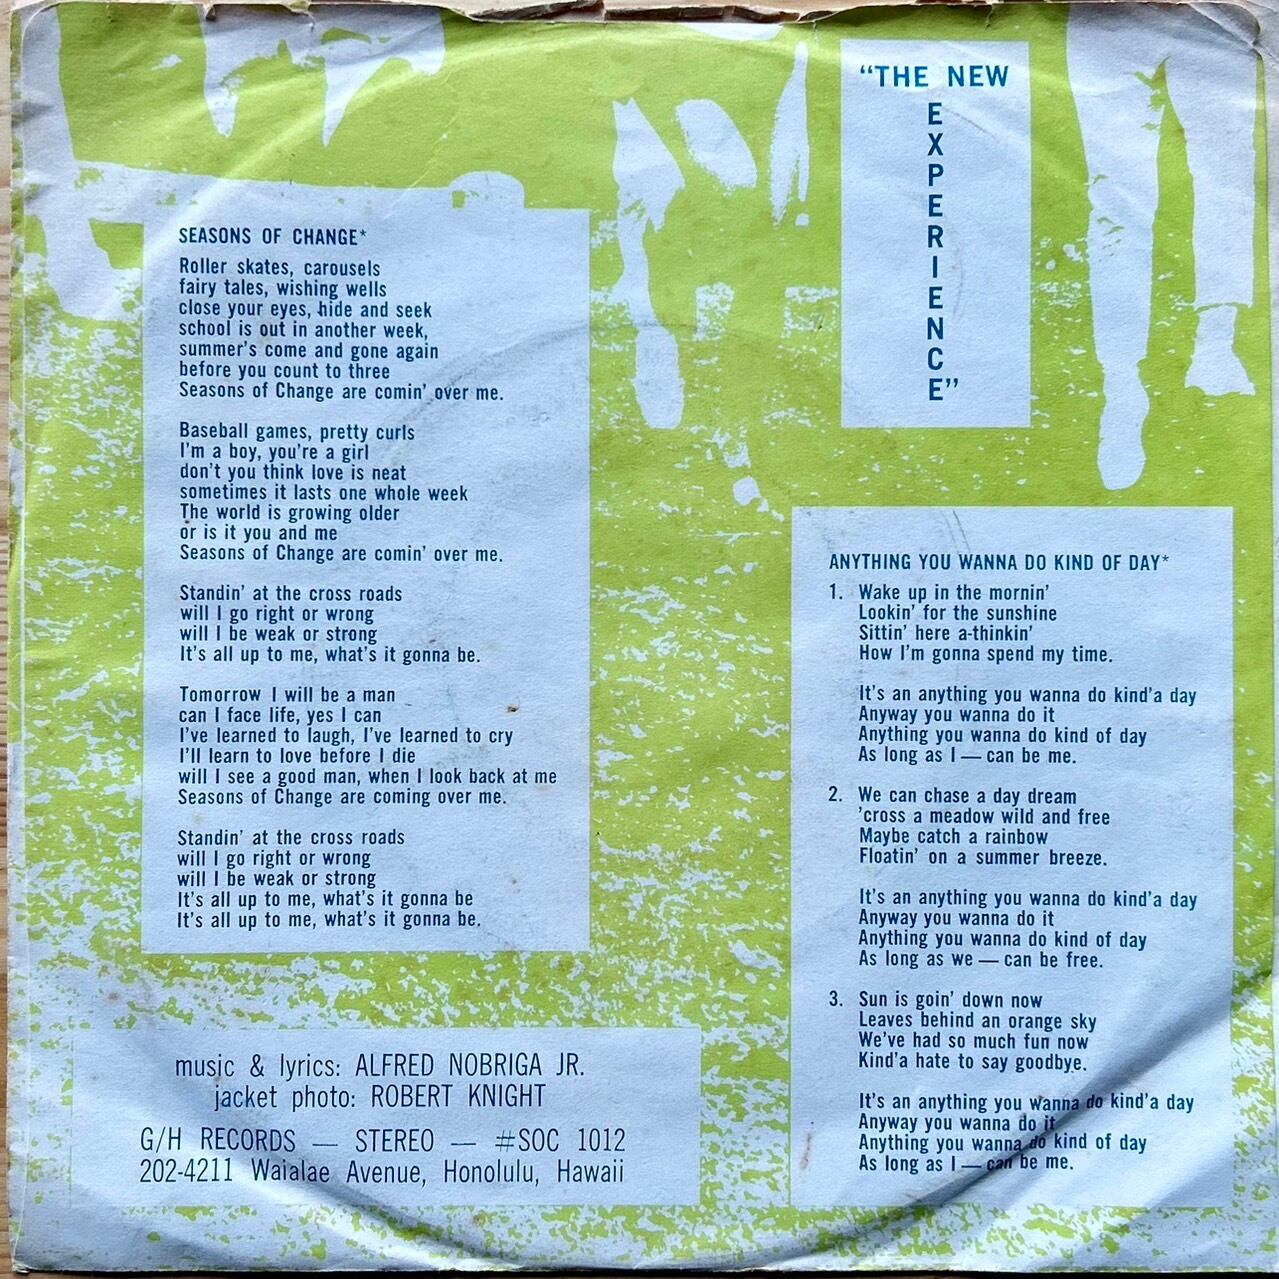 "THE NEW
E
X
P
E
R
I
E
N
C
E"
SEASONS OF CHANGE*
Roller skates, carousels
fairy tales, wishing wells
close your eyes, hide and seek
school is out in another week,
summer's come and gone again
before you count to three
Seasons of Change are comin' over me.
Baseball games, pretty curls
I'm a boy, you're a girl
don't you think love is neat
sometimes it lasts one whole week
The world is growing older
or is it you and me
Seasons of Change are comin' over me.
Standin' at the cross roads
will I go right or wrong
will I be weak or strong
It's all up to me, what's it gonna be.
Tomorrow I will be a man
can I face life, yes I can
I've learned to laugh, I've learned to cry
I'll learn to love before I die
will I see a good man, when I look back at me
Seasons of Change are coming over me.
Standin' at the cross roads
will I go right or wrong
will I be weak or strong
It's all up to me, what's it gonna be
It's all up to me, what's it gonna be.
ANYTHING YOU WANNA DO KIND OF DAY*
1. Wake up in the mornin'
Lookin' for the sunshine
Sittin' here a-thinkin'
How I'm gonna spend my time.
It's an anything you wanna do kind'a day
Anyway you wanna do it
Anything you wanna do kind of day
As long as I — can be me.
2. We can chase a day dream
'cross a meadow wild and free
Maybe catch a rainbow
Floatin' on a summer breeze.
It's an anything you wanna do kind'a day
Anyway you wanna do it
Anything you wanna do kind of day
As long as we — can be free.
3. Sun is goin' down now
Leaves behind an orange sky
We've had so much fun now
Kind'a hate to say goodbye.
It's an anything you wanna do kind'a day
Anyway you wanna do it
Anything you wanna do kind of day
As long as I — can be me.
music & lyrics: ALFRED NOBRIGA JR.
jacket photo: ROBERT KNIGHT
G/H RECORDS — STEREO — #SOC 1012
202-4211 Waialae Avenue, Honolulu, Hawaii